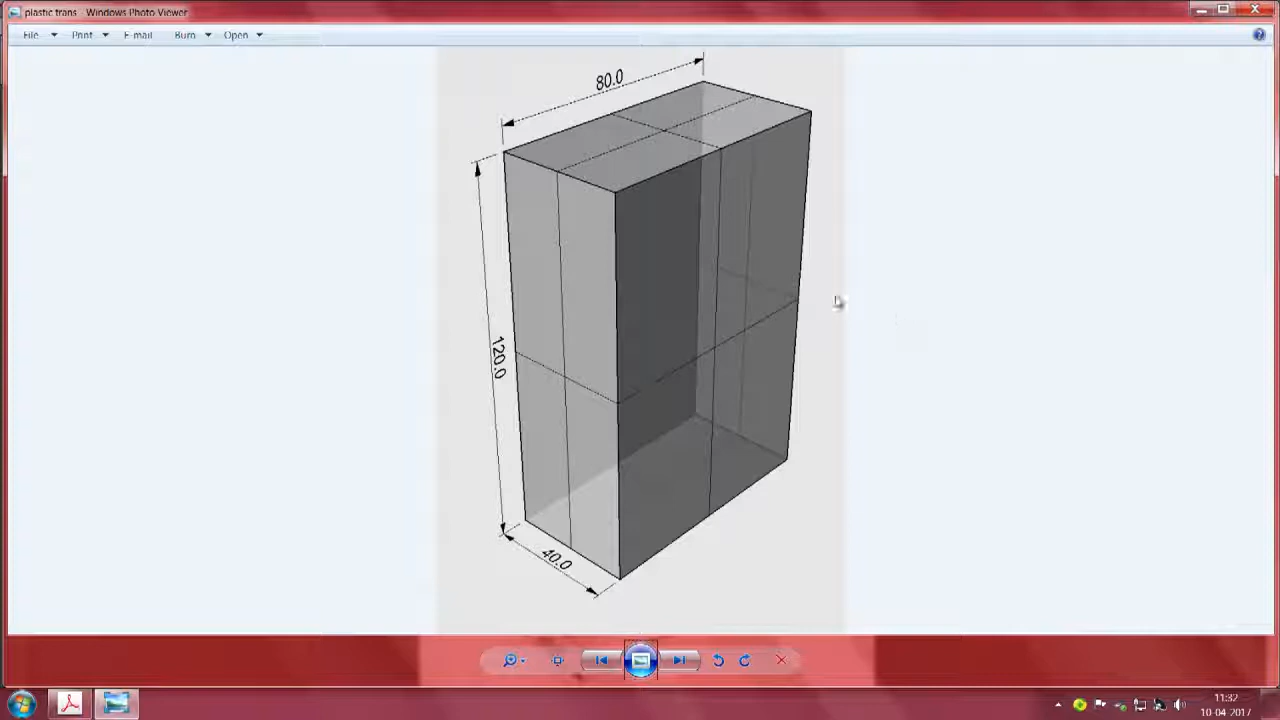 plastic trans - Windows Photo Viewer
File Print E-mail Burn Open
80.0
120.0
40.0
11:32
10-04-2017